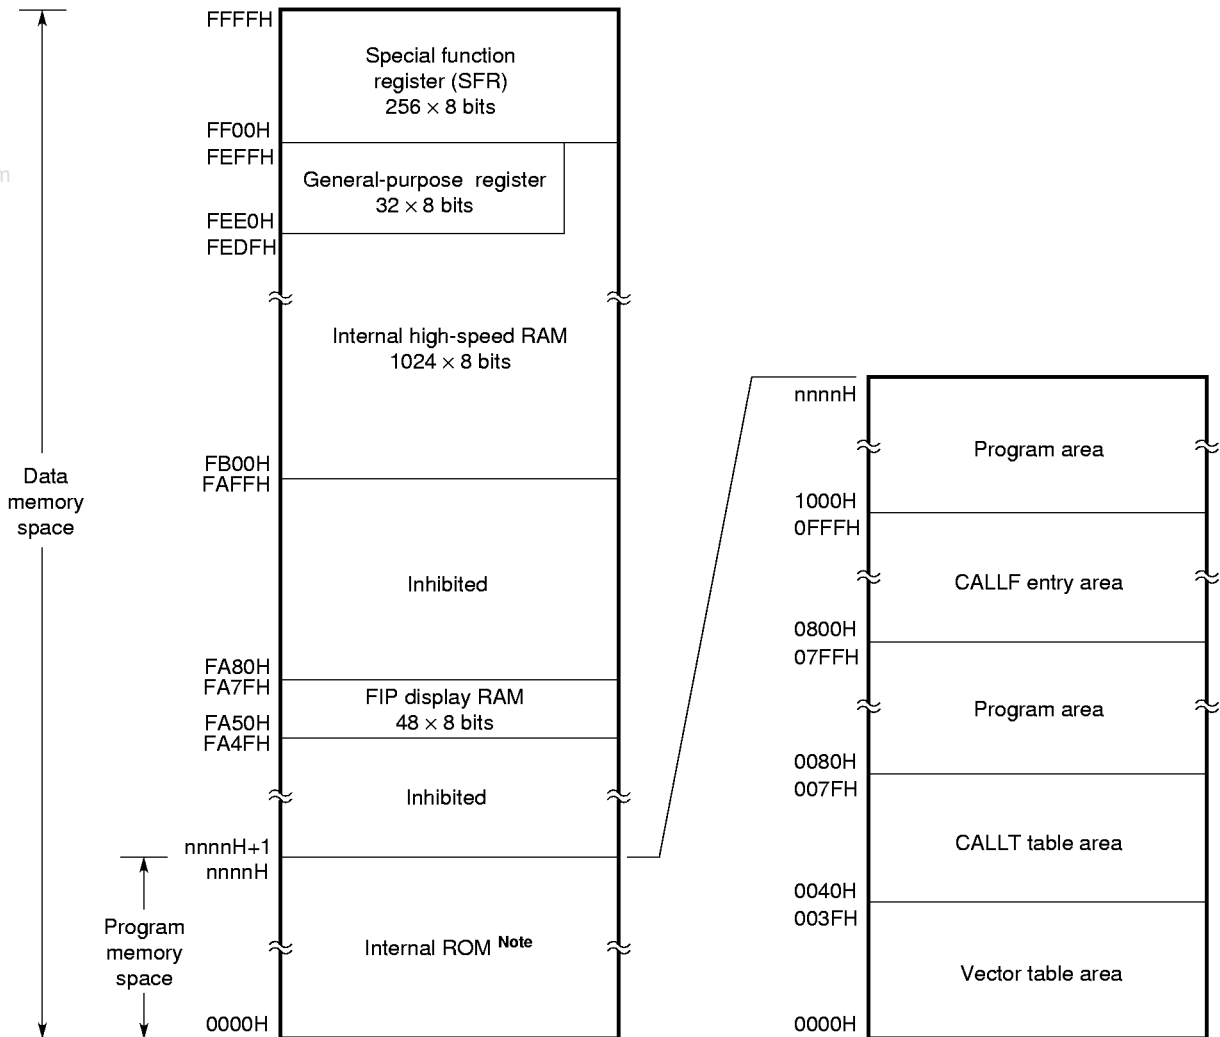 FFFFH
Special function
register (SFR)
256 × 8 bits
FF00H
FEFFH
General-purpose register
32 × 8 bits
FEE0H
FEDFH
Internal high-speed RAM
1024 × 8 bits
FB00H
FAFFH
Data
memory
space
Inhibited
FA80H
FA7FH
FIP display RAM
48 × 8 bits
FA50H
FA4FH
Inhibited
nnnnH+1
nnnnH
Program
memory
space
Internal ROM Note
0000H
nnnnH
Program area
1000H
0FFFH
CALLF entry area
0800H
07FFH
Program area
0080H
007FH
CALLT table area
0040H
003FH
Vector table area
0000H